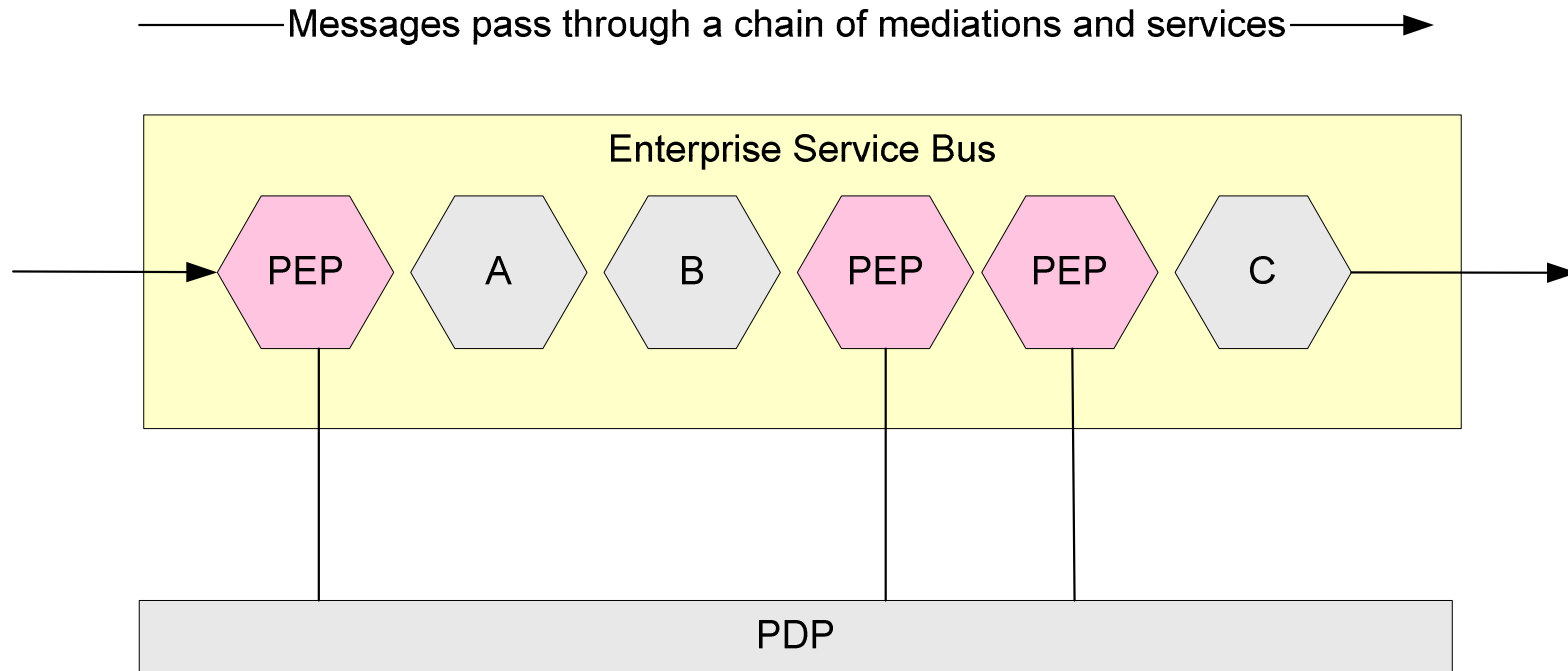 Messages pass through a chain of mediations and services
Enterprise Service Bus
PEP A B PEP PEP C
PDP